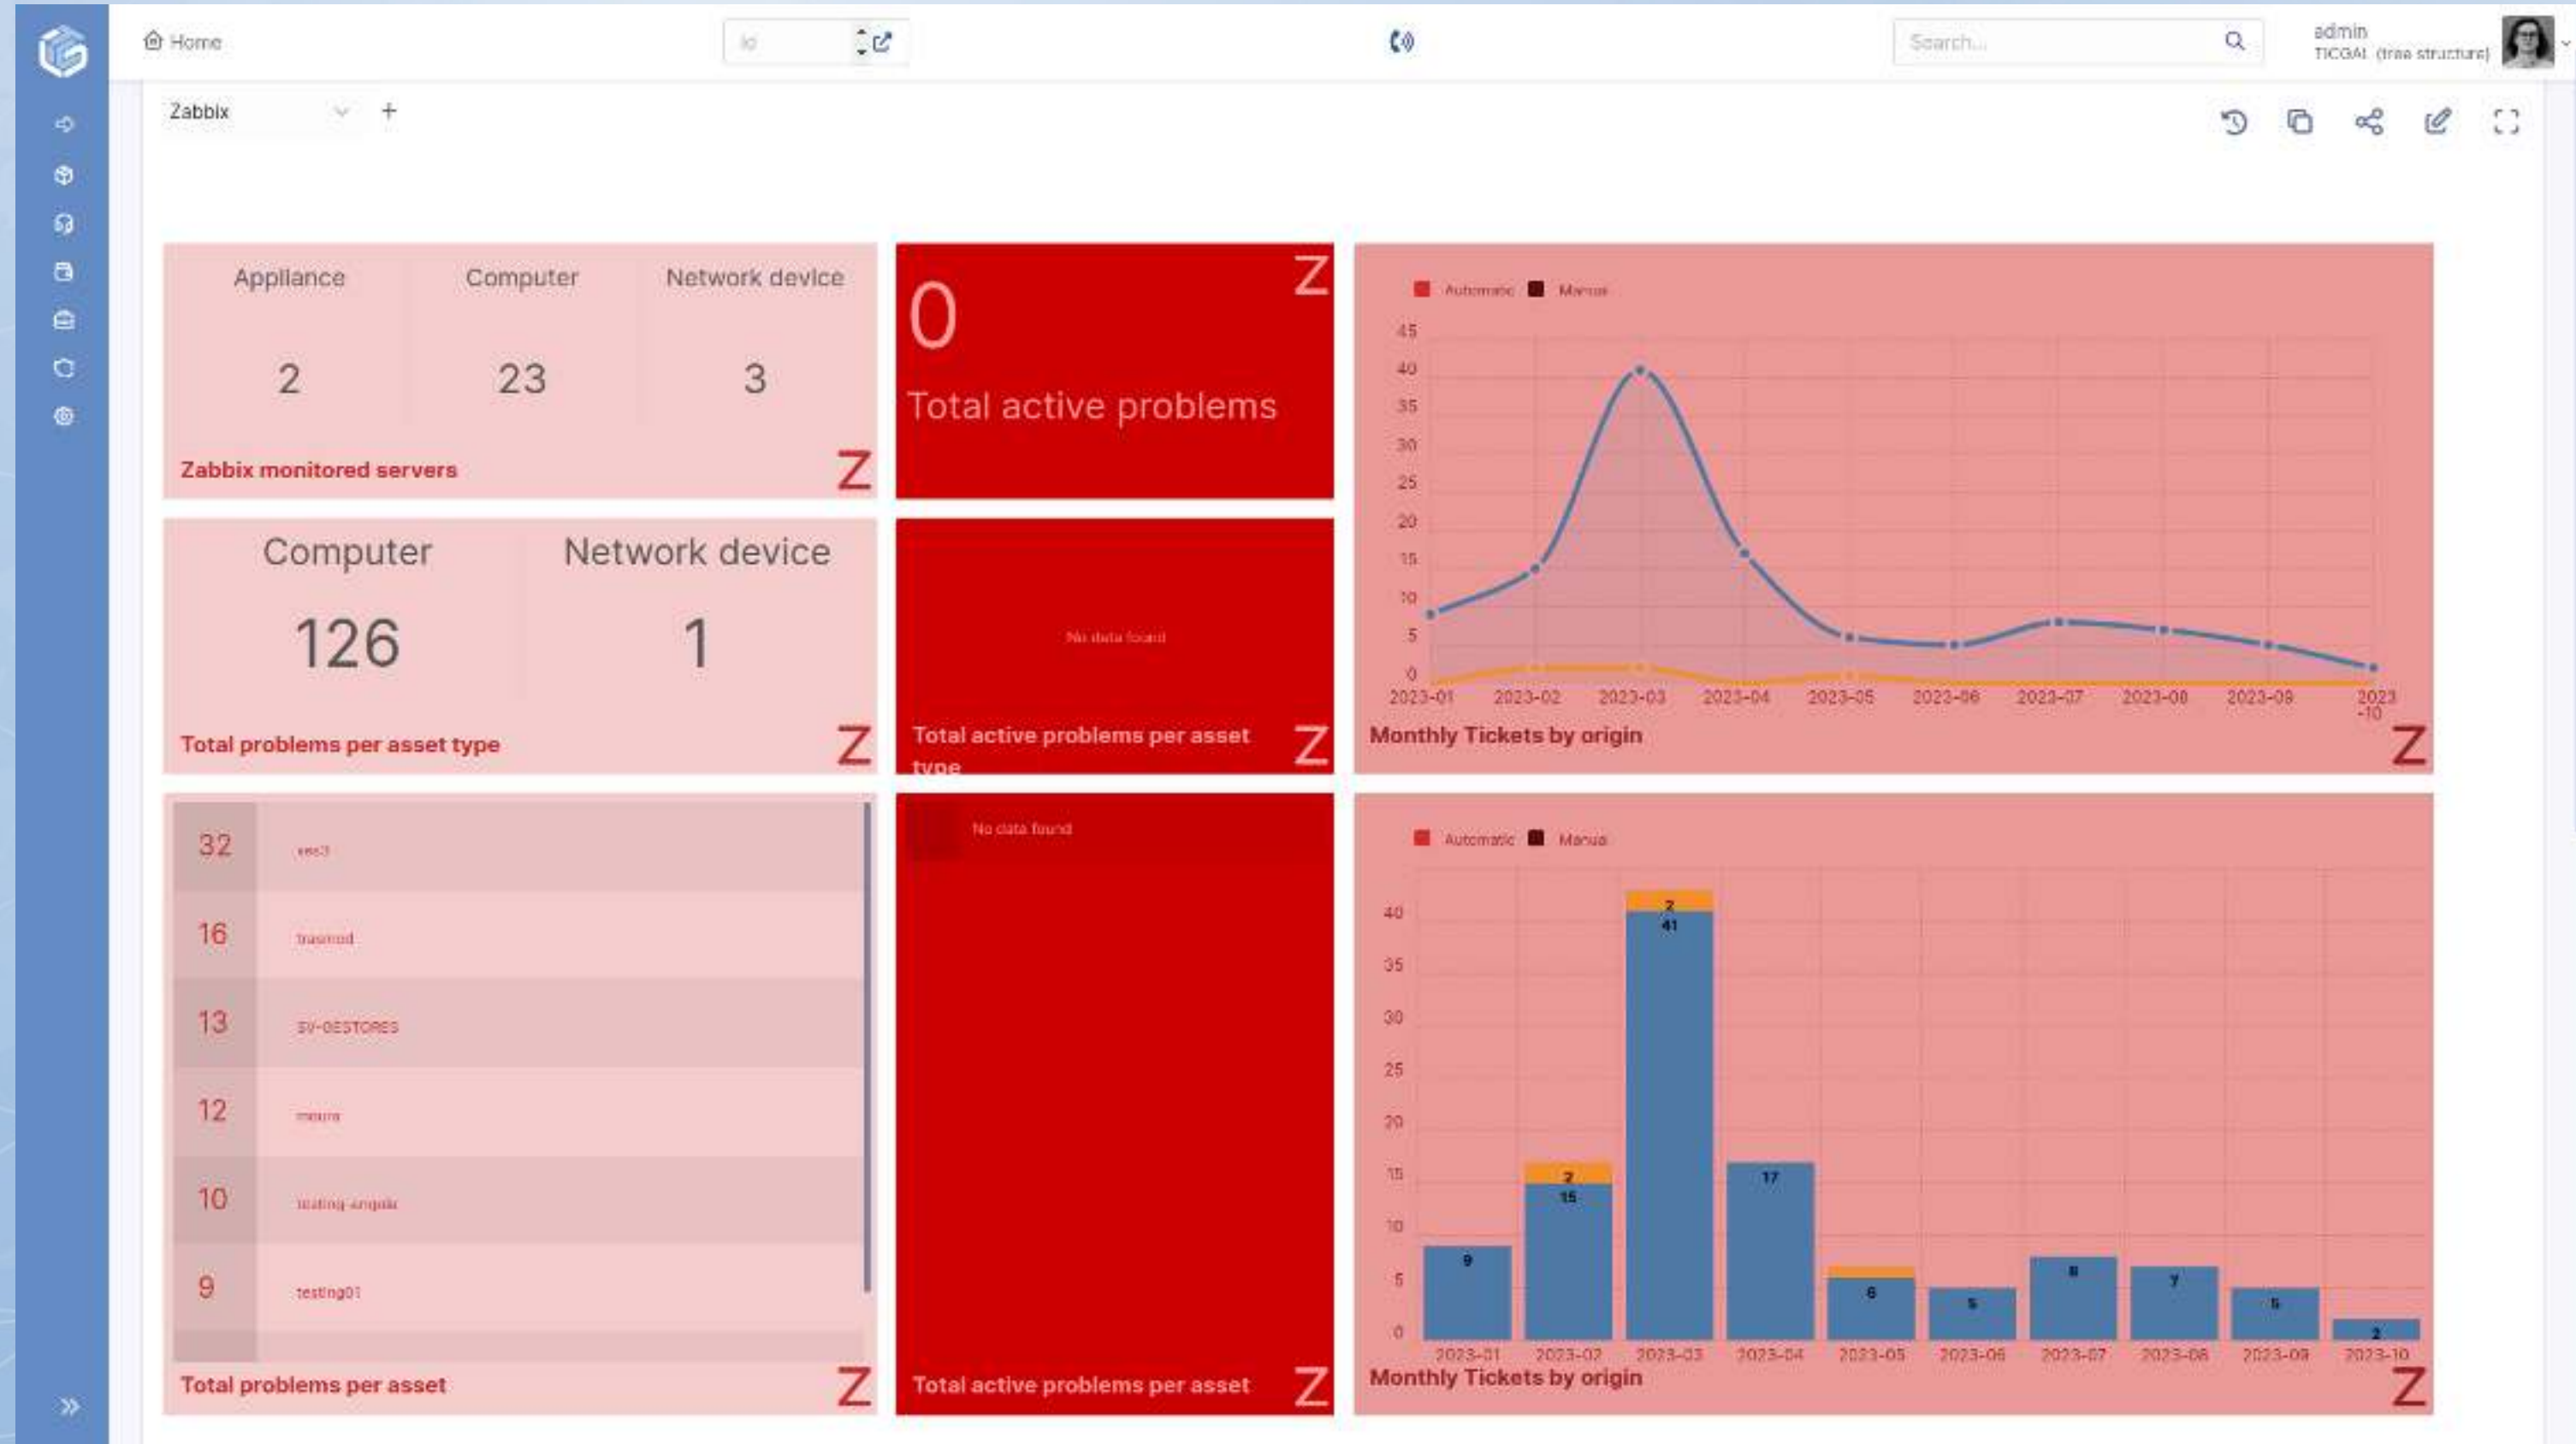 Home
id
Search...
admin
TICGAL (tree structure)
Zabbix
Appliance Computer Network device
2 23 3
Zabbix monitored servers
Z
0
Z
Total active problems
Computer Network device
126 1
Total problems per asset type
Z
No data found
Total active problems per asset
type
Z
Automatic Manual
45
40
35
30
25
20
15
10
5
0
2023-01 2023-02 2023-03 2023-04 2023-05 2023-06 2023-07 2023-08 2023-09 2023
-10
Monthly Tickets by origin
Z
32
16 trasmod
13 SV-GESTORES
12 moura
10
9 testing01
Total problems per asset
Z
No data found
Total active problems per asset
Z
Automatic Manual
40
35
30
25
20
15
10
5
0
9
2
15
2
41
17
6
5
8
7
5
2
2023-01 2023-02 2023-03 2023-04 2023-05 2023-06 2023-07 2023-08 2023-09 2023-10
Monthly Tickets by origin
Z